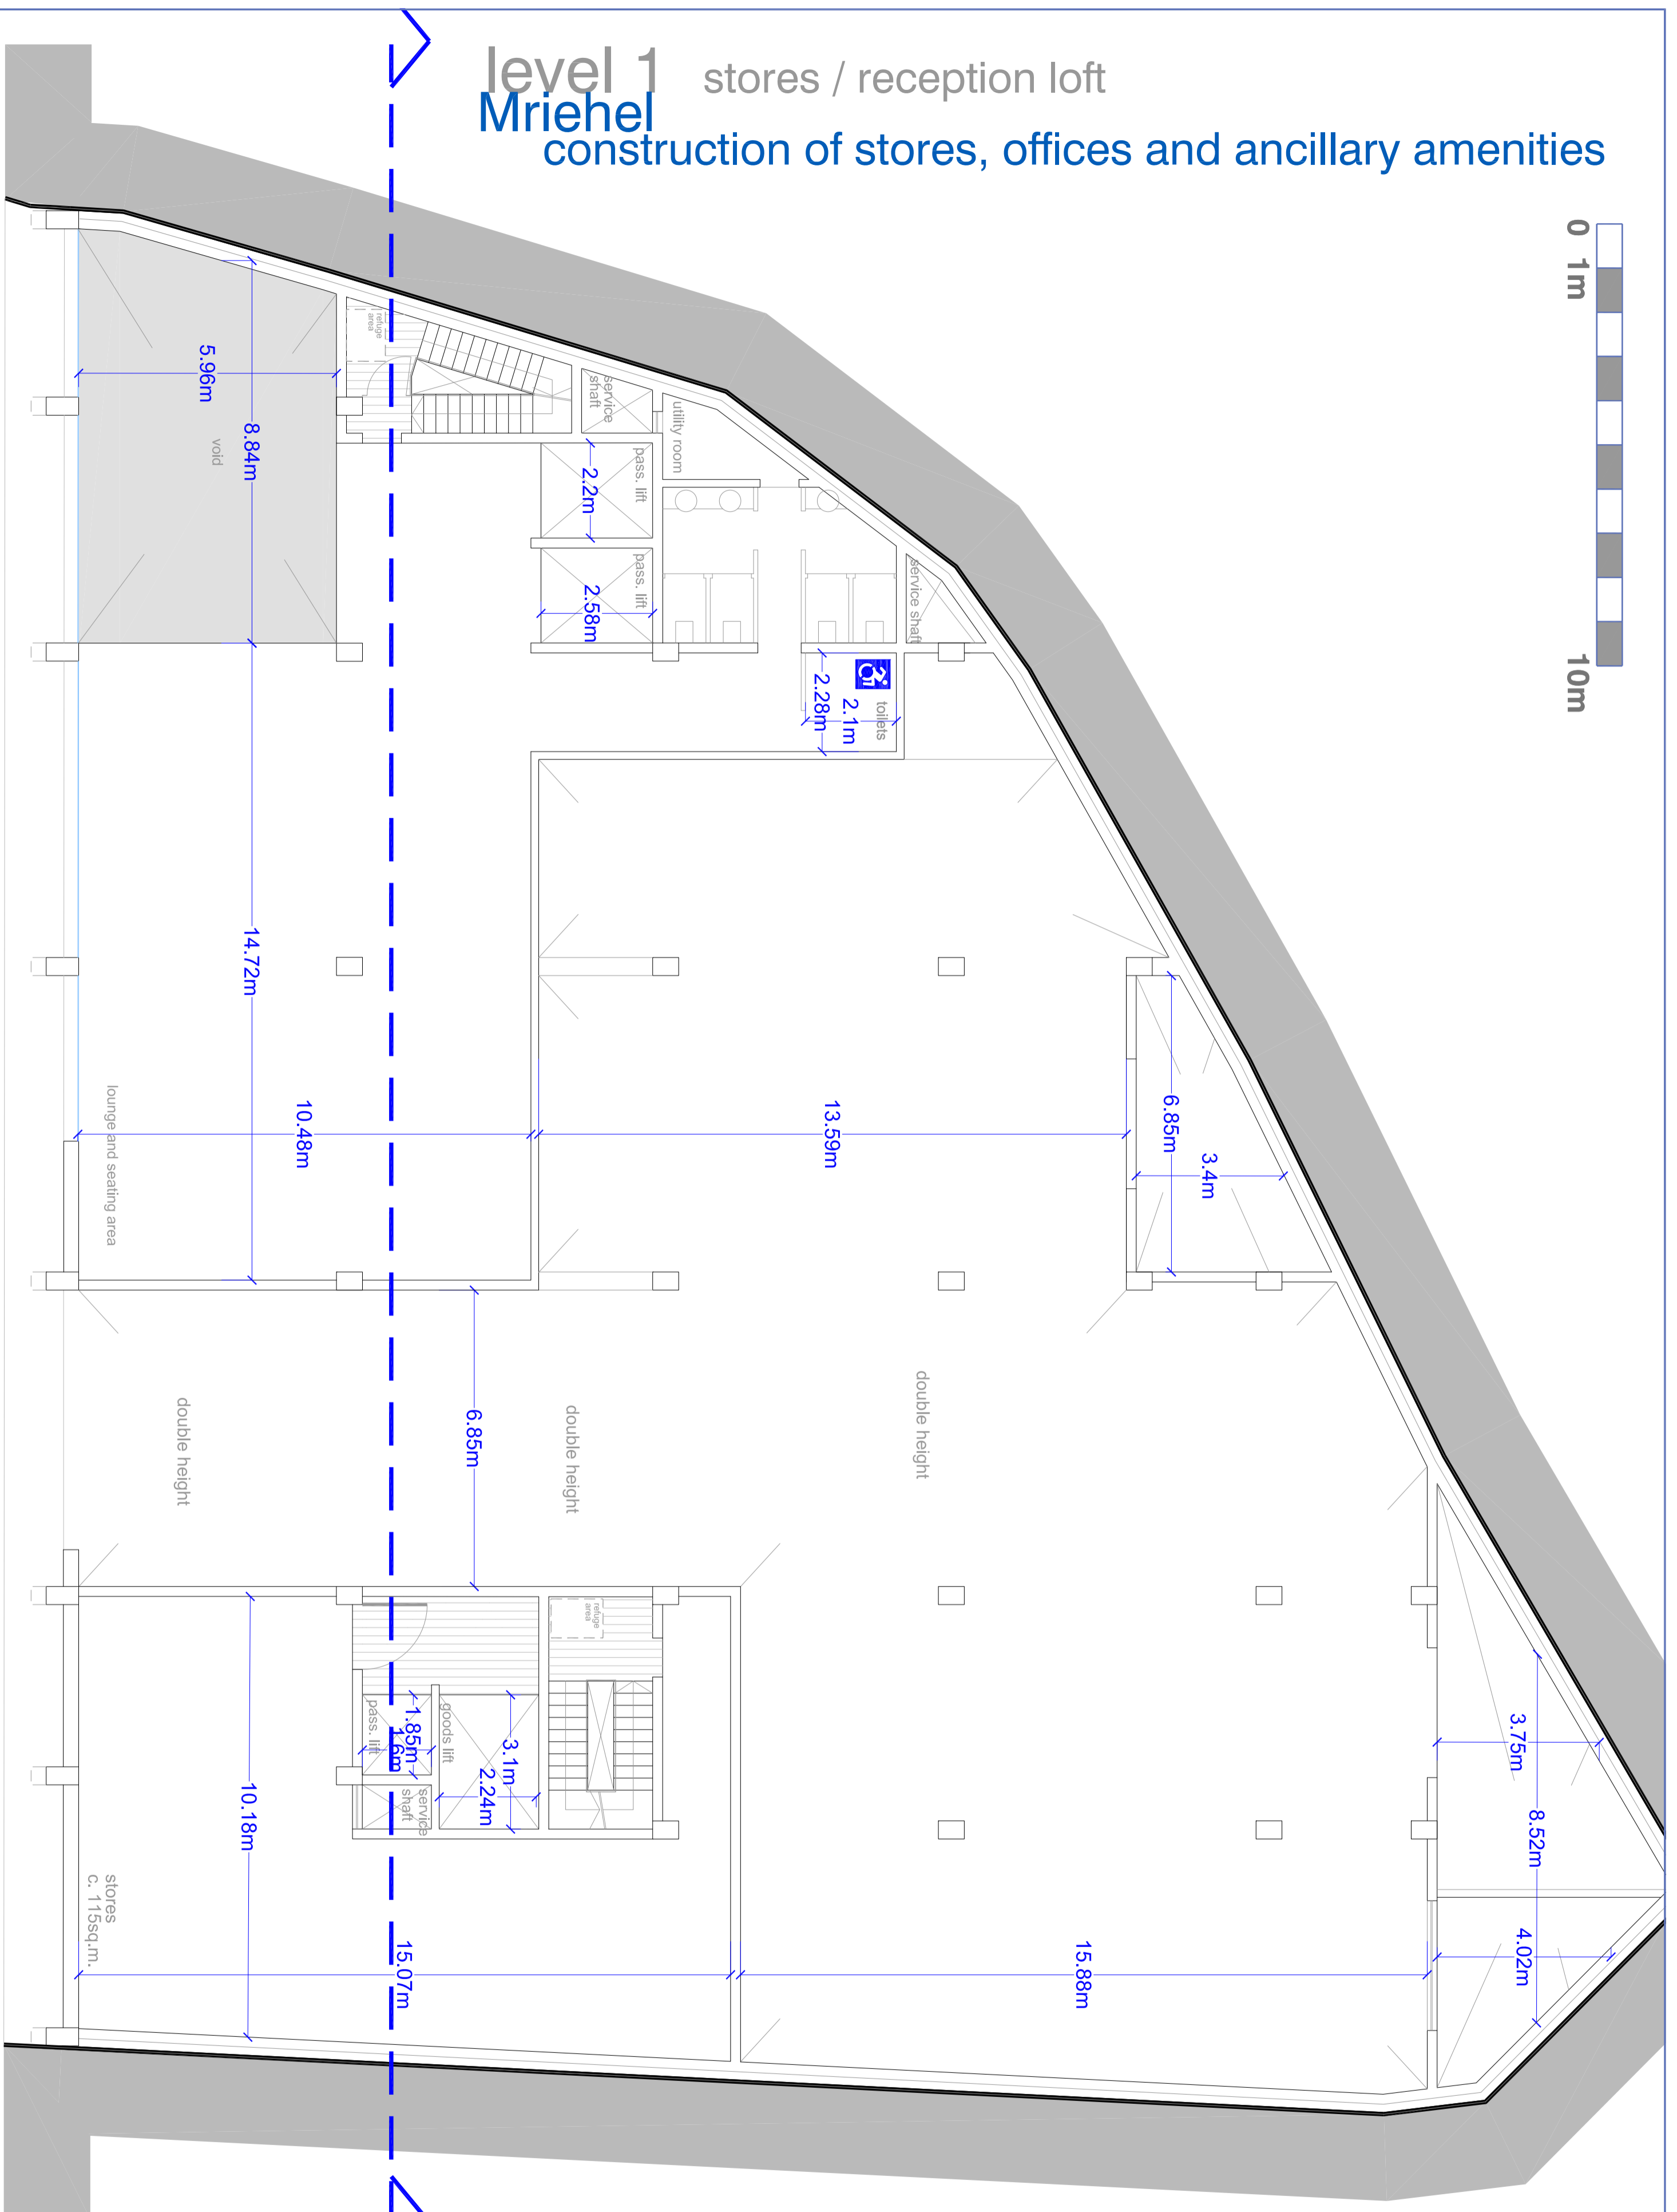 level 1 stores / reception loft
Mriehel
construction of stores, offices and ancillary amenities
0 1m 10m
refuge
area
service
shaft
utility room
5.96m
8.84m
void
pass. lift
2.2m
pass. lift
2.58m
service shaft
toilets
2.1m
2.28m
14.72m
lounge and seating area
10.48m
13.59m
6.85m
3.4m
double height
6.85m
double height
double height
refuge
area
pass. lift
1.85m
1.6m
goods lift
3.1m
2.24m
service
shaft
10.18m
stores
c. 115sq.m.
15.07m
15.88m
3.75m
8.52m
4.02m